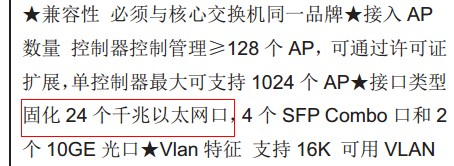 ★兼容性 必须与核心交换机同一品牌★接入 AP
数量 控制器控制管理≥128 个 AP，可通过许可证
扩展,单控制器最大可支持 1024 个 AP★接口类型
固化 24 个千兆以太网口，4 个 SFP Combo 口和 2
个 10GE 光口★Vlan 特征 支持 16K 可用 VLAN